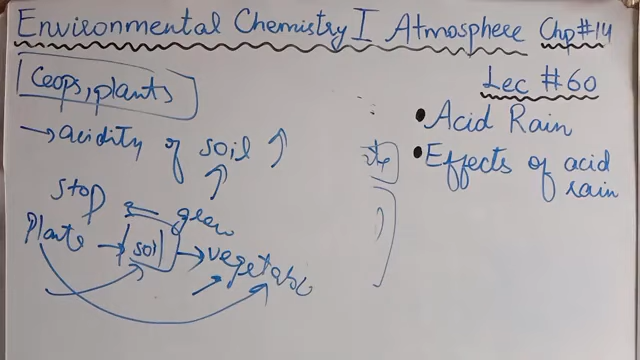 Environmental Chemistry I Atmosphere Chp#14
Lec #60
• Acid Rain
• Effects of acid
rain
Ceops, plants
→ acidity of soil ↑
stop ← grow
Plants → soil → vegetable